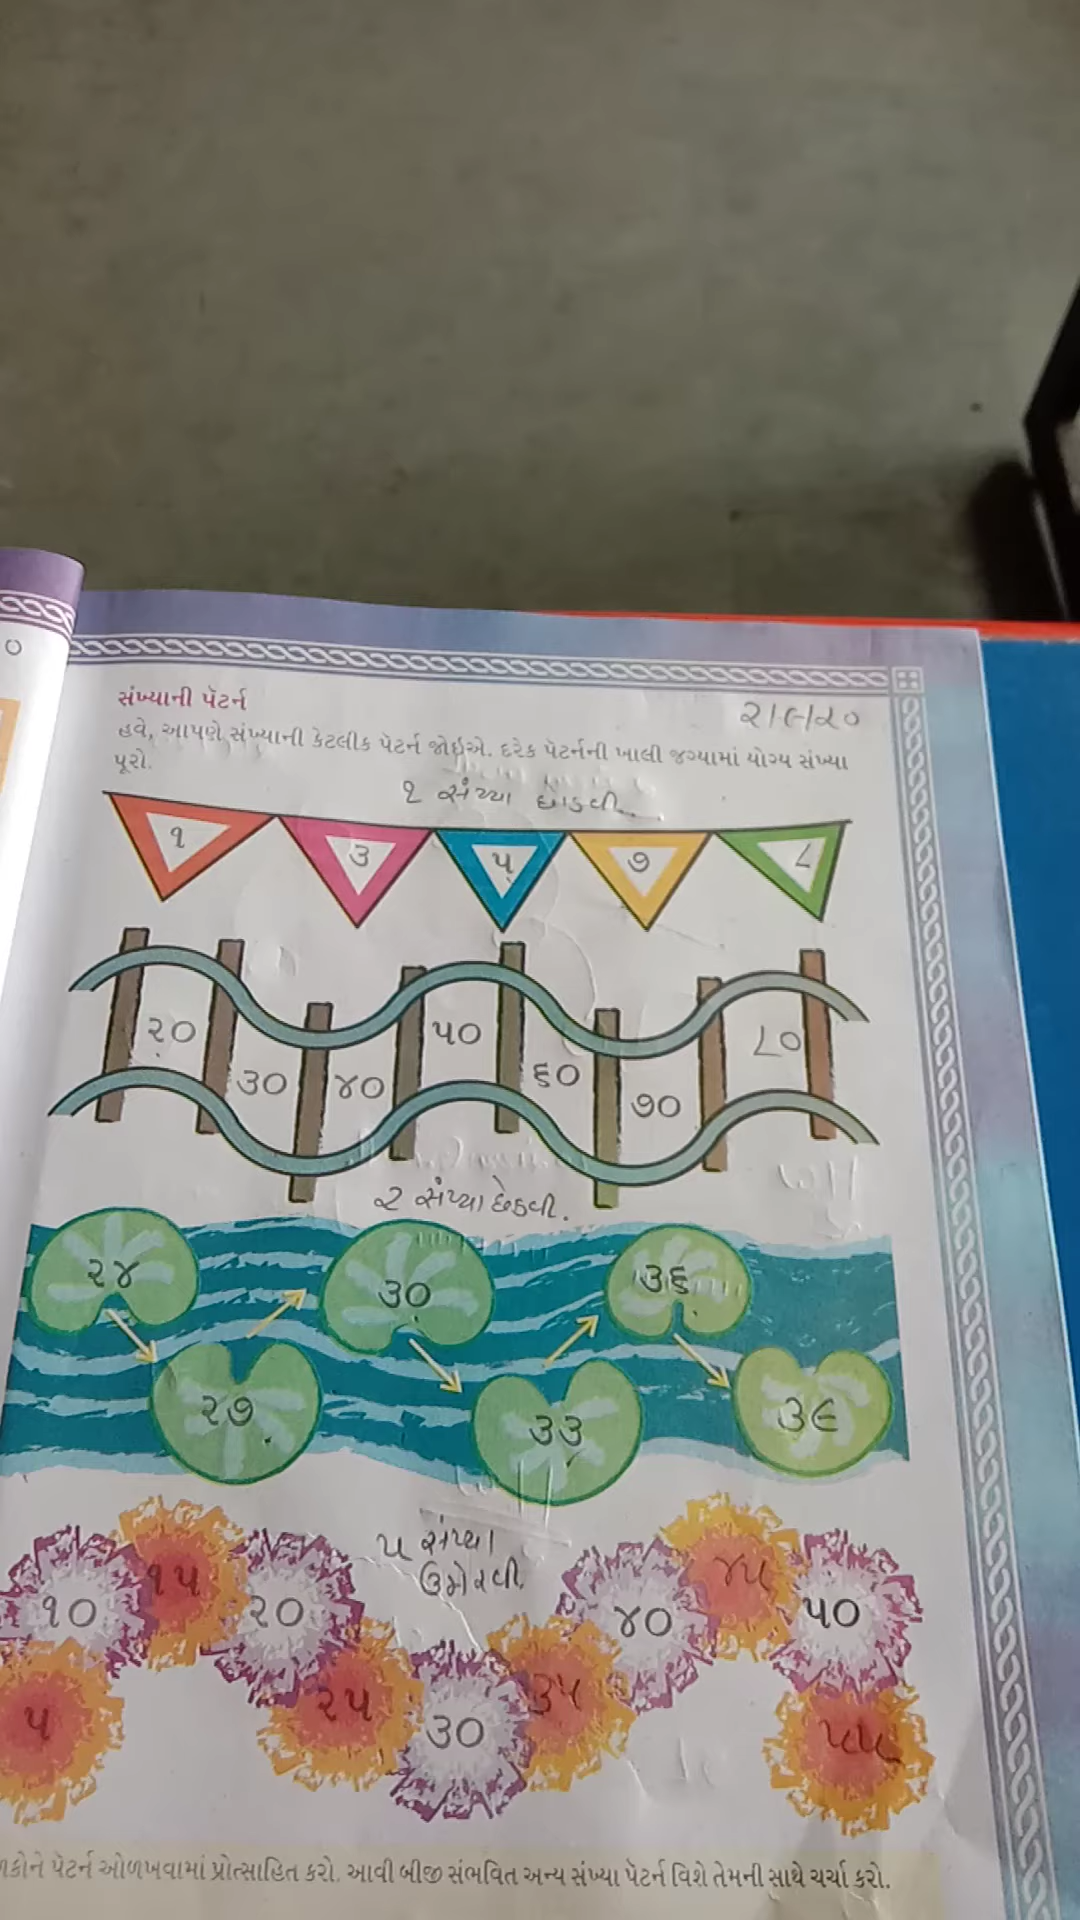 ૦
સંખ્યાની પૅટર્ન
૨/૯/૨૦
હવે, આપણે સંખ્યાની કેટલીક પૅટર્ન જોઈએ. દરેક પૅટર્નની ખાલી જગ્યામાં યોગ્ય સંખ્યા
પૂરો.
૧ સંખ્યા છોડવી
૧ ૩ ૫ ૭ ૮
૨૦ ૩૦ ૪૦ ૫૦ ૬૦ ૭૦ ૮૦
૨ સંખ્યા છોડવી.
૨૪ ૩૦ ૩૬
૨૭ ૩૩ ૩૯
૫ સંખ્યા
ઉમેરવી.
૧૦ ૧૫ ૨૦ ૪૦ ૪૫ ૫૦
૫ ૨૫ ૩૦ ૩૫ ૫૫
પૅટર્ન ઓળખવામાં પ્રોત્સાહિત કરો. આવી બીજી સંભવિત અન્ય સંખ્યા પૅટર્ન વિશે તેમની સાથે ચર્ચા કરો.